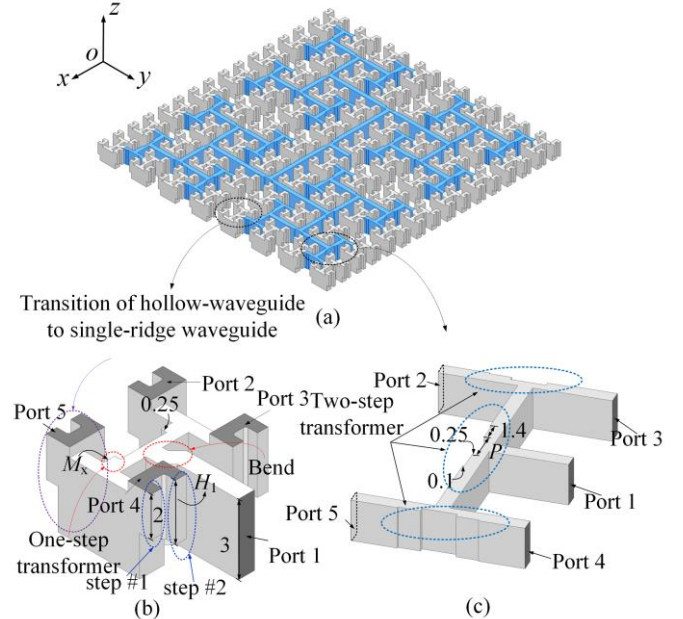 z
o
x
y
Transition of hollow-waveguide
to single-ridge waveguide
(a)
Port 5
Port 2
0.25
Port 3
Mx
Port 4
H1
Bend
2
3
Port 1
One-step
transformer
step #1
step #2
(b)
Port 2
Two-step
transformer
0.25
1.4
P
Port 3
0.1
Port 1
Port 5
Port 4
(c)